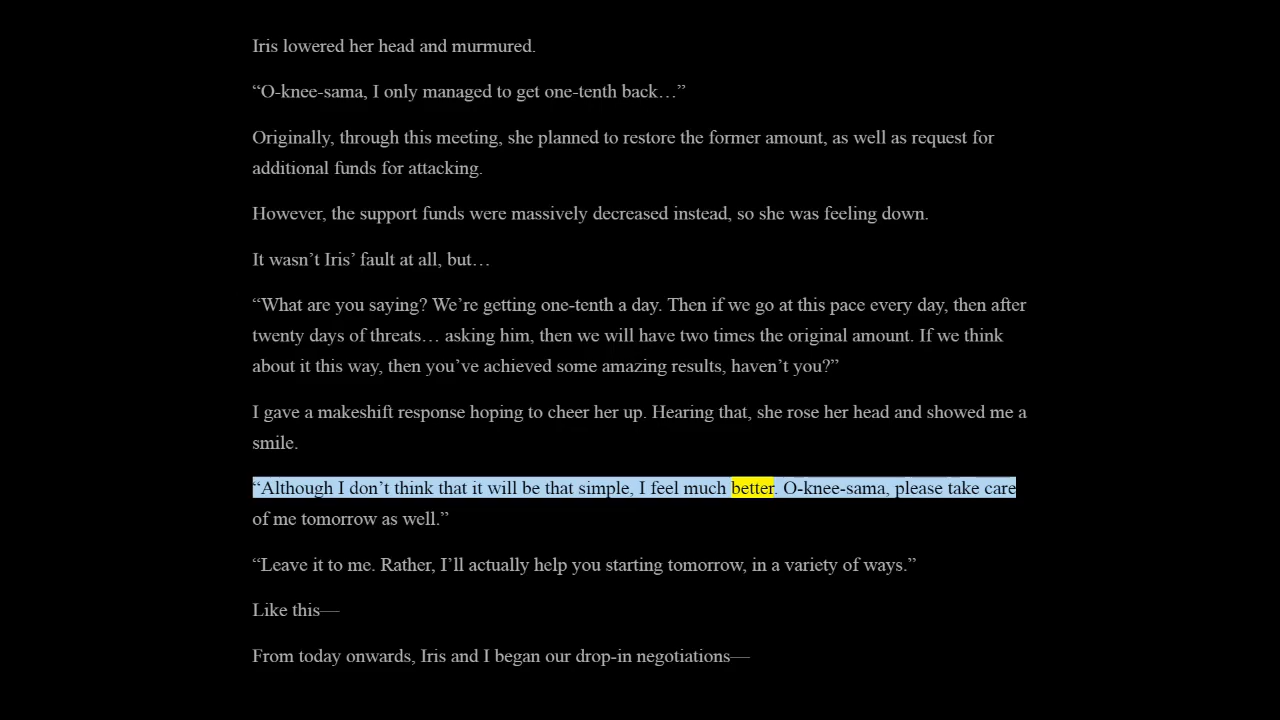 Iris lowered her head and murmured.
“O-knee-sama, I only managed to get one-tenth back…”
Originally, through this meeting, she planned to restore the former amount, as well as request for
additional funds for attacking.
However, the support funds were massively decreased instead, so she was feeling down.
It wasn’t Iris’ fault at all, but…
“What are you saying? We’re getting one-tenth a day. Then if we go at this pace every day, then after
twenty days of threats… asking him, then we will have two times the original amount. If we think
about it this way, then you’ve achieved some amazing results, haven’t you?”
I gave a makeshift response hoping to cheer her up. Hearing that, she rose her head and showed me a
smile.
“Although I don’t think that it will be that simple, I feel much better. O-knee-sama, please take care
of me tomorrow as well.”
“Leave it to me. Rather, I’ll actually help you starting tomorrow, in a variety of ways.”
Like this—
From today onwards, Iris and I began our drop-in negotiations—